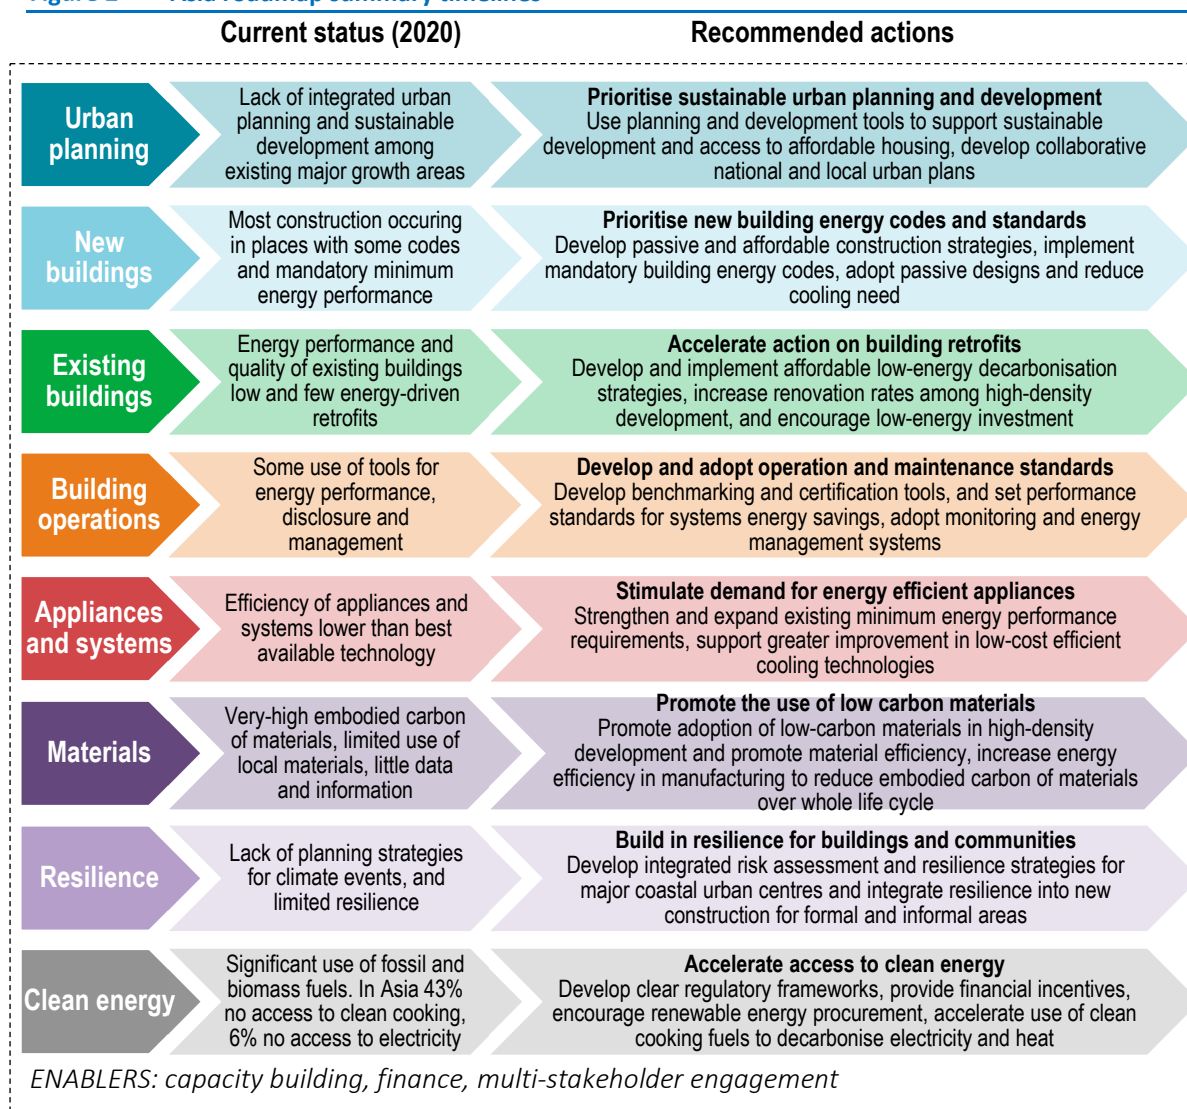 Figure 2 Asia roadmap summary timelines
Current status (2020)
Recommended actions
Urban
planning
Lack of integrated urban
planning and sustainable
development among
existing major growth areas
Prioritise sustainable urban planning and development
Use planning and development tools to support sustainable
development and access to affordable housing, develop collaborative
national and local urban plans
New
buildings
Most construction occuring
in places with some codes
and mandatory minimum
energy performance
Prioritise new building energy codes and standards
Develop passive and affordable construction strategies, implement
mandatory building energy codes, adopt passive designs and reduce
cooling need
Existing
buildings
Energy performance and
quality of existing buildings
low and few energy-driven
retrofits
Accelerate action on building retrofits
Develop and implement affordable low-energy decarbonisation
strategies, increase renovation rates among high-density
development, and encourage low-energy investment
Building
operations
Some use of tools for
energy performance,
disclosure and
management
Develop and adopt operation and maintenance standards
Develop benchmarking and certification tools, and set performance
standards for systems energy savings, adopt monitoring and energy
management systems
Appliances
and systems
Efficiency of appliances and
systems lower than best
available technology
Stimulate demand for energy efficient appliances
Strengthen and expand existing minimum energy performance
requirements, support greater improvement in low-cost efficient
cooling technologies
Materials
Very-high embodied carbon
of materials, limited use of
local materials, little data
and information
Promote the use of low carbon materials
Promote adoption of low-carbon materials in high-density
development and promote material efficiency, increase energy
efficiency in manufacturing to reduce embodied carbon of materials
over whole life cycle
Resilience
Lack of planning strategies
for climate events, and
limited resilience
Build in resilience for buildings and communities
Develop integrated risk assessment and resilience strategies for
major coastal urban centres and integrate resilience into new
construction for formal and informal areas
Clean energy
Significant use of fossil and
biomass fuels. In Asia 43%
no access to clean cooking,
6% no access to electricity
Accelerate access to clean energy
Develop clear regulatory frameworks, provide financial incentives,
encourage renewable energy procurement, accelerate use of clean
cooking fuels to decarbonise electricity and heat
ENABLERS: capacity building, finance, multi-stakeholder engagement